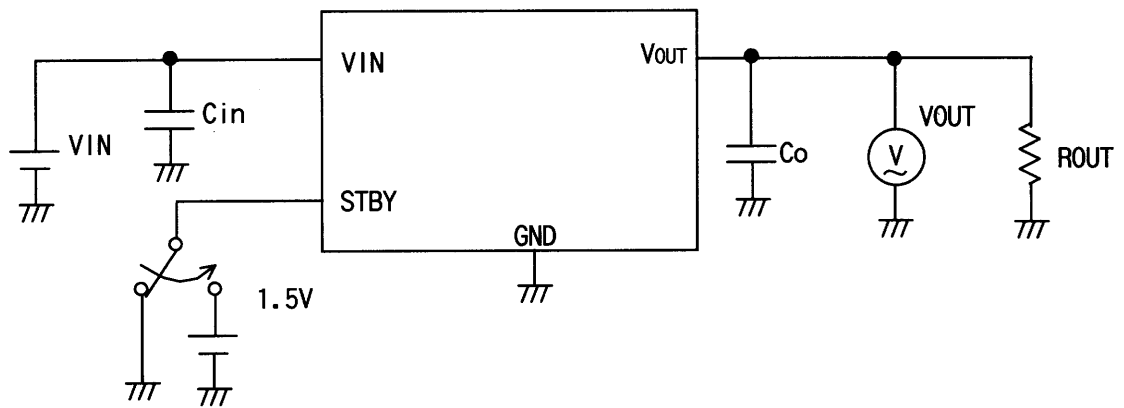 VIN
VOUT
Cin
VOUT
VIN
V
Co
ROUT
STBY
GND
1.5V